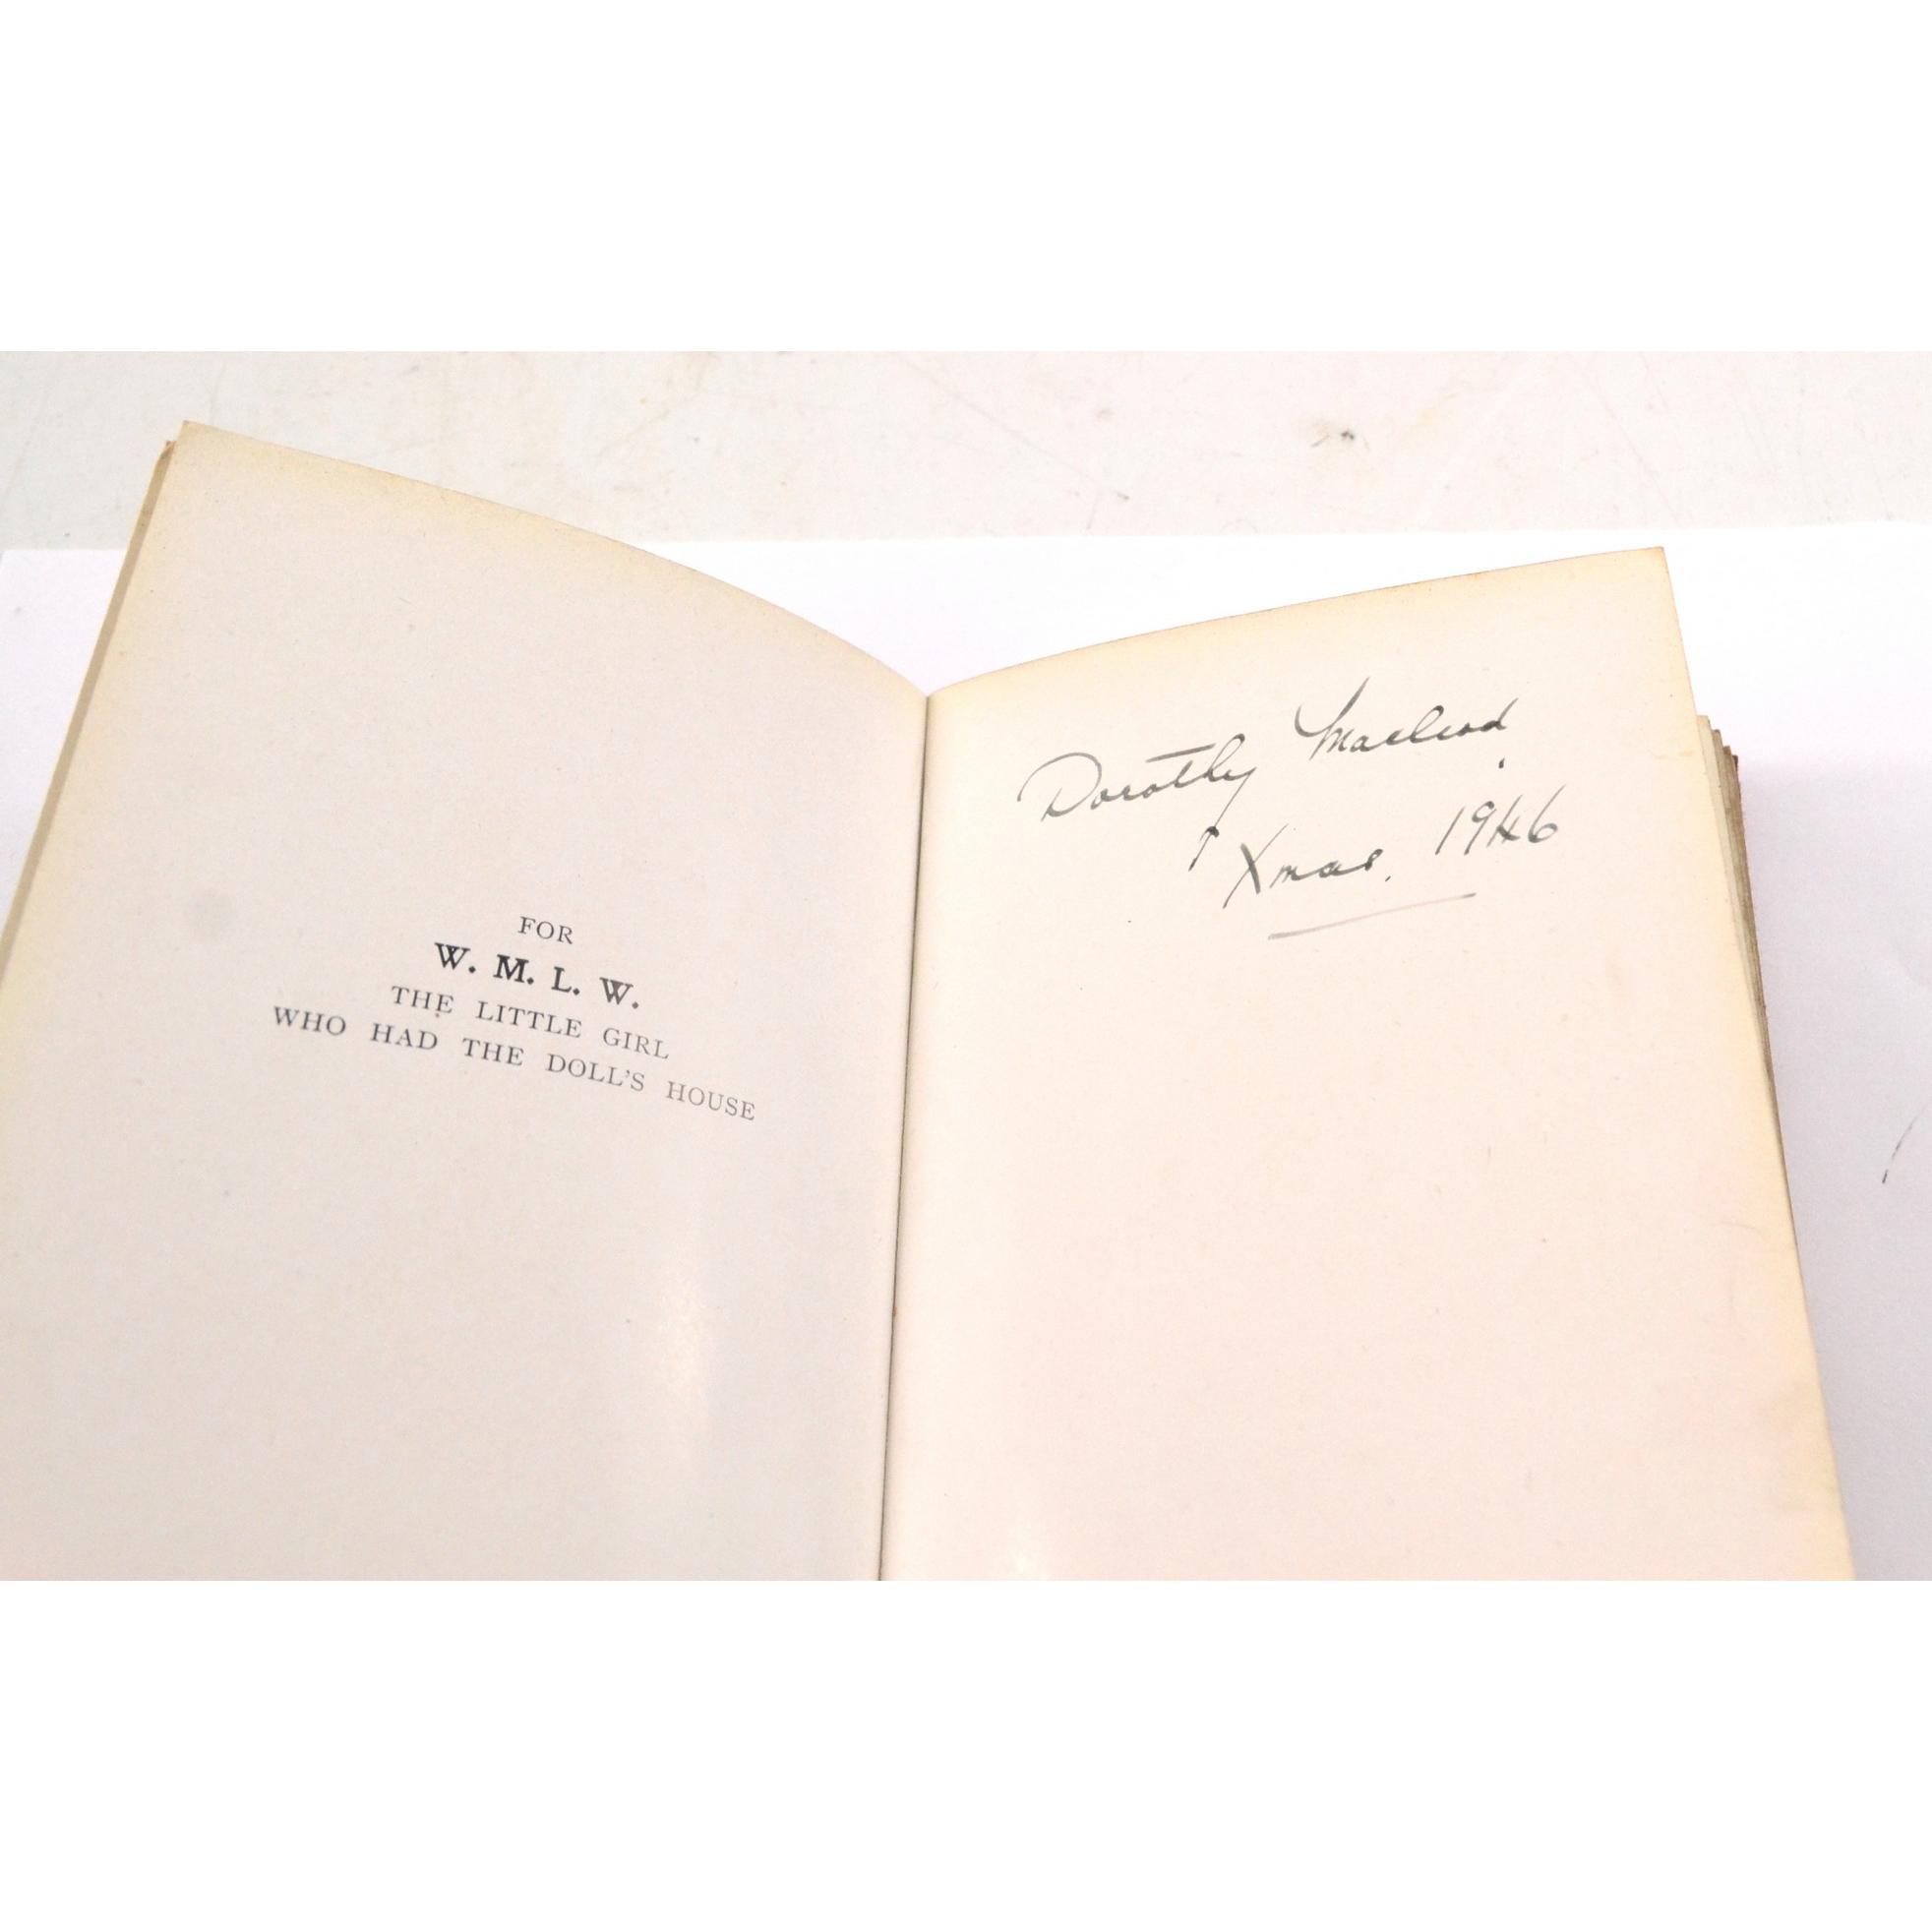 FOR
W. M. L. W.
THE LITTLE GIRL
WHO HAD THE DOLL'S HOUSE
Dorothy Macleod.
Xmas. 1946